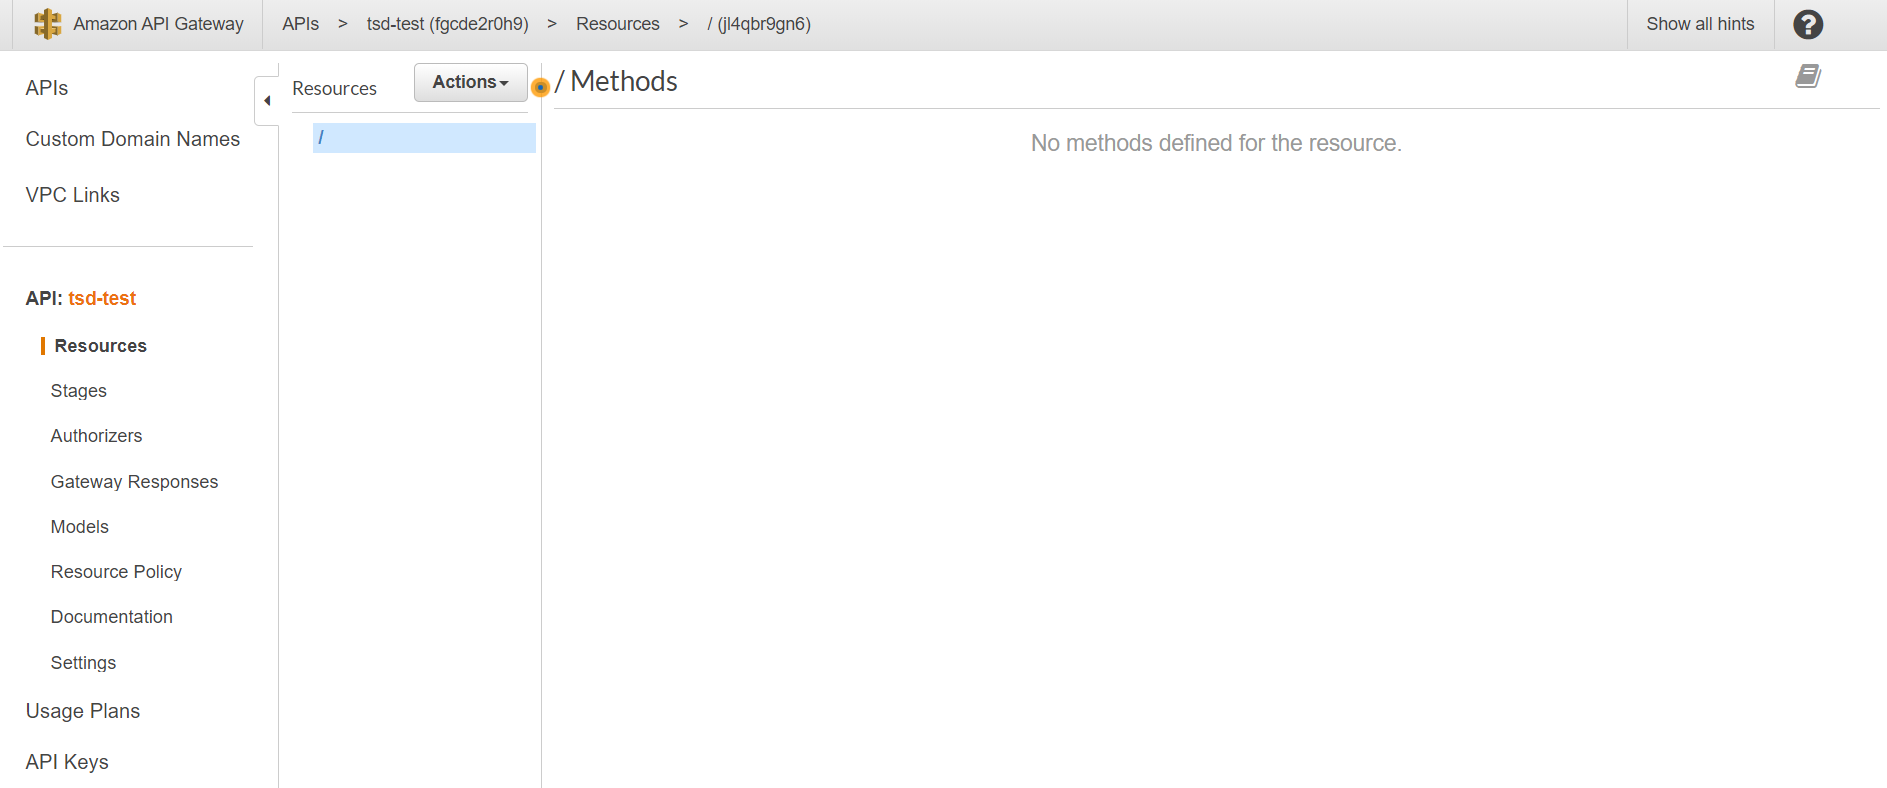 Amazon API Gateway
APIs > tsd-test (fgcde2r0h9) > Resources > / (jl4qbr9gn6)
Show all hints
?
APIs
Custom Domain Names
VPC Links
API: tsd-test
Resources
Stages
Authorizers
Gateway Responses
Models
Resource Policy
Documentation
Settings
Usage Plans
API Keys
Resources
Actions
/
/ Methods
No methods defined for the resource.